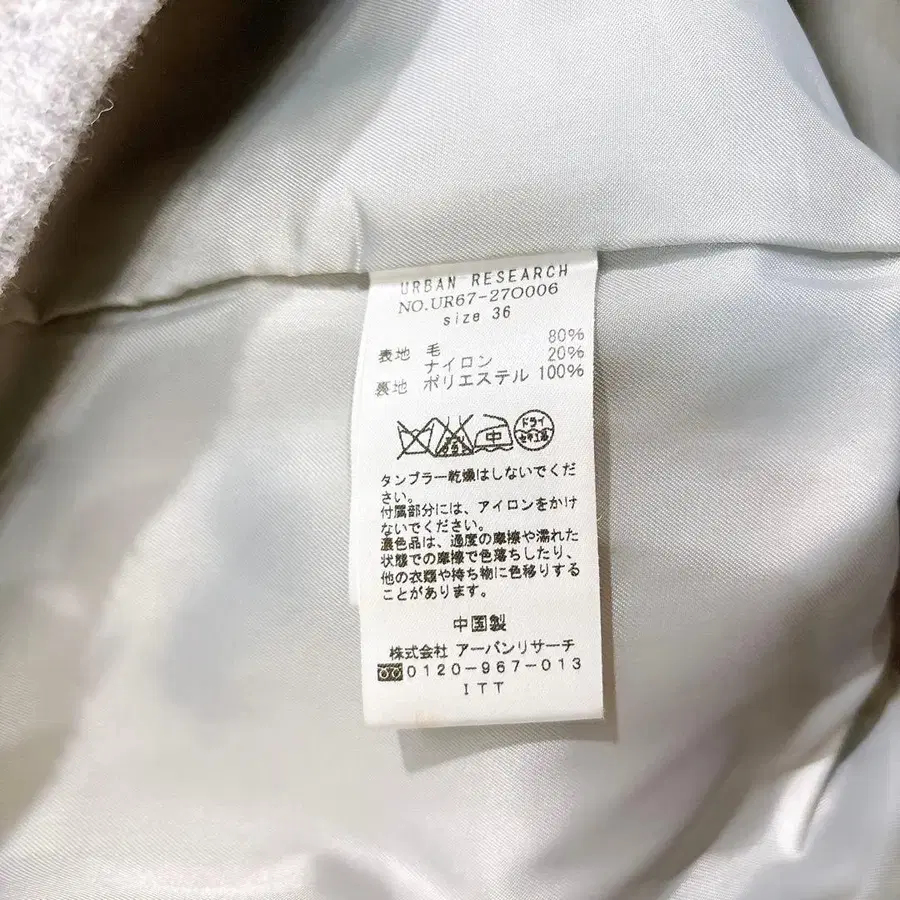 URBAN RESEARCH
NO.UR67-27O006
size 36
表地 毛 80%
ナイロン 20%
裏地 ポリエステル 100%
中 ドライ
タンブラー乾燥はしないでくだ
さい。
付属部分には、アイロンをかけ
ないでください。
濃色品は、過度の摩擦や濡れた
状態での摩擦で色落ちしたり、
他の衣類や持ち物に色移りする
ことがあります。
中国製
株式会社 アーバンリサーチ
0120-967-013
ITT